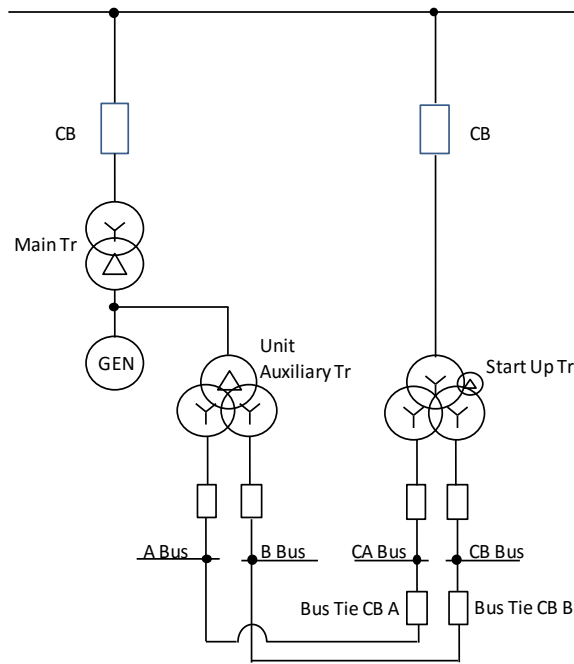 CB
CB
Main Tr
GEN
Unit
Auxiliary Tr
Start Up Tr
A Bus
B Bus
CA Bus
CB Bus
Bus Tie CB A
Bus Tie CB B